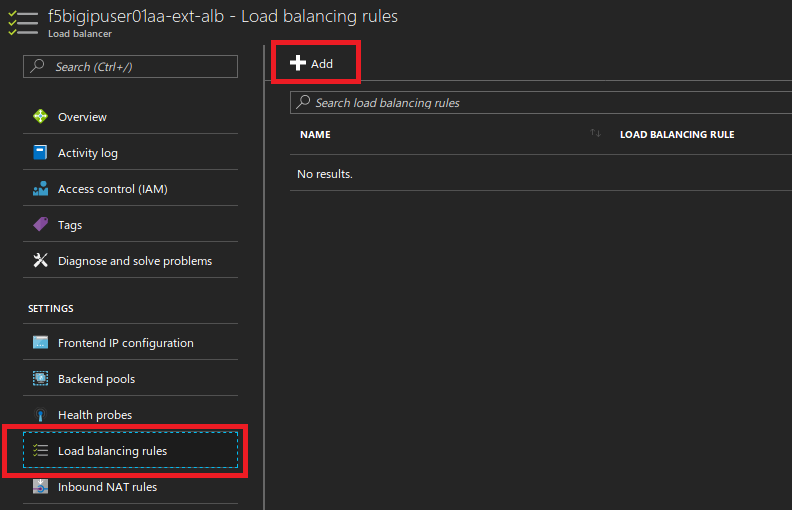 f5bigipuser01aa-ext-alb - Load balancing rules
Load balancer
Search (Ctrl+/)
Overview
Activity log
Access control (IAM)
Tags
Diagnose and solve problems
SETTINGS
Frontend IP configuration
Backend pools
Health probes
Load balancing rules
Inbound NAT rules
Add
Search load balancing rules
NAME LOAD BALANCING RULE
No results.